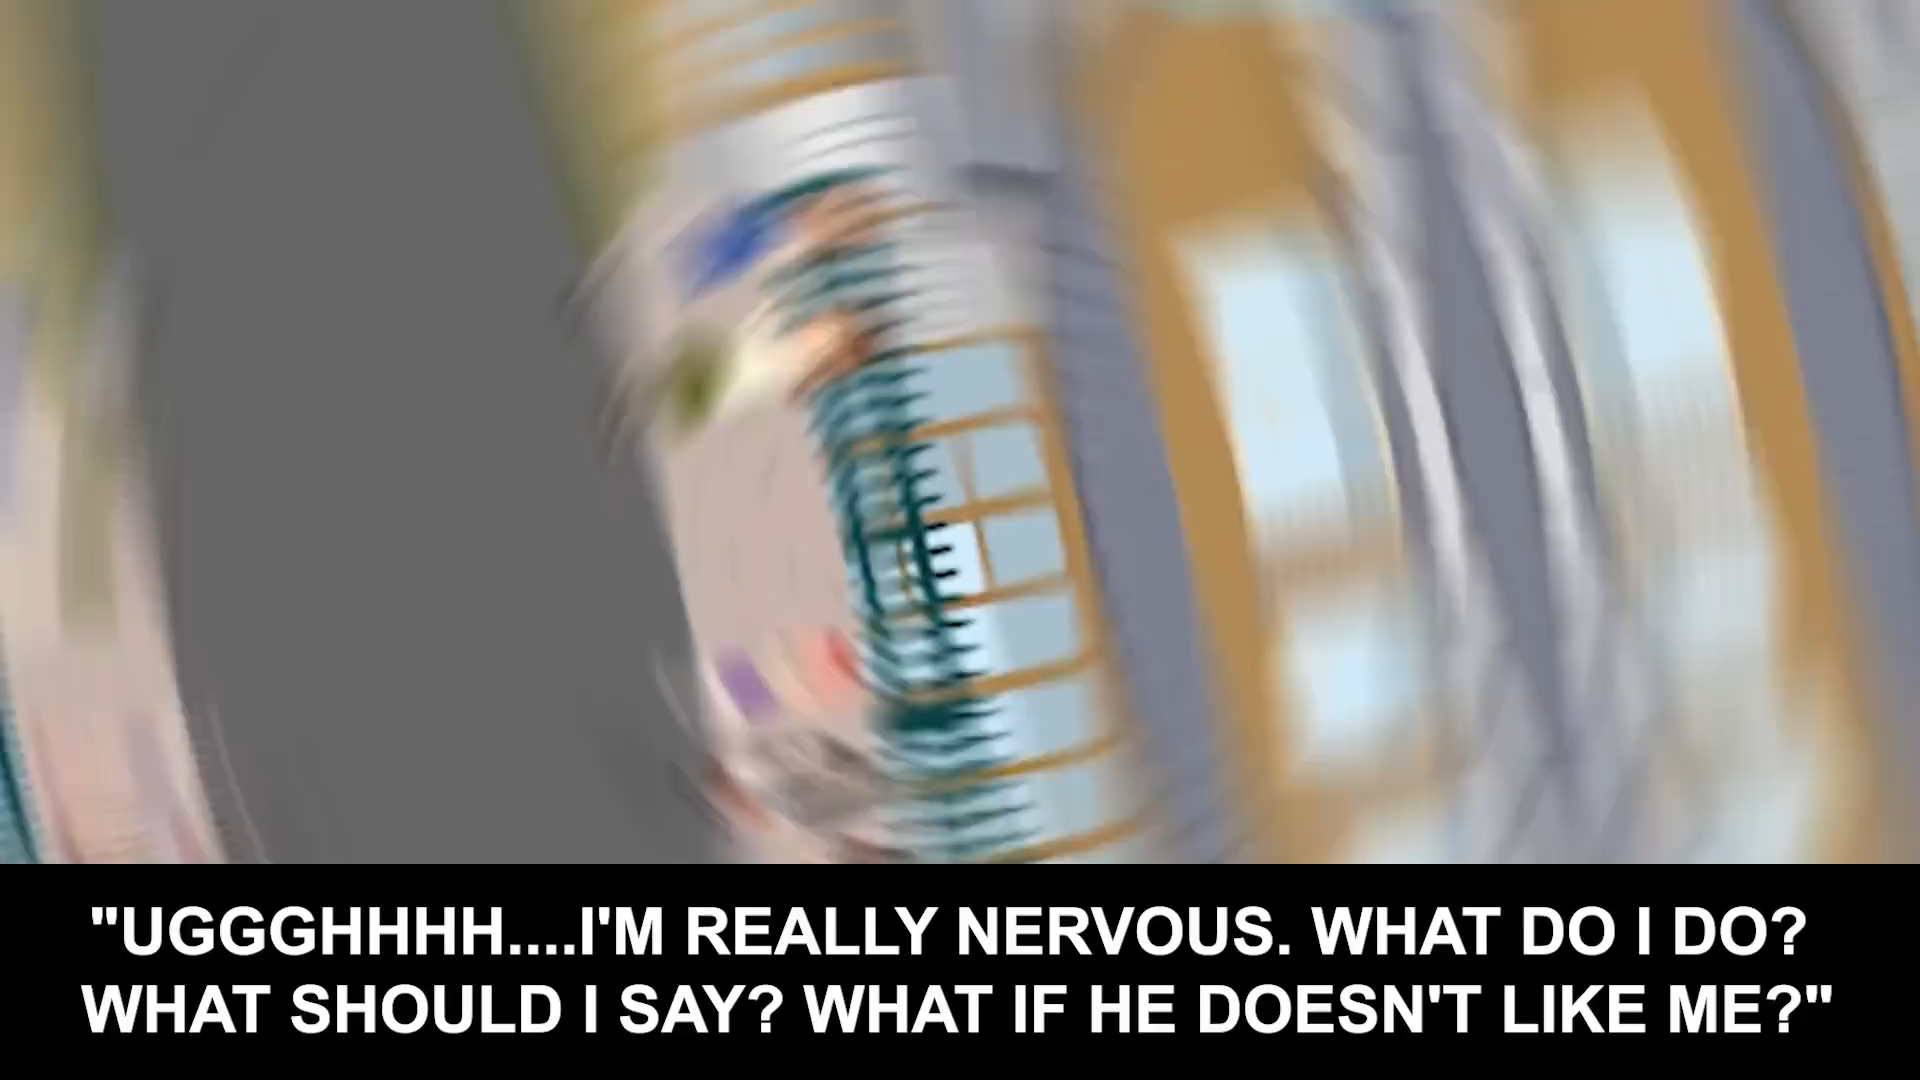 "UGGGHHHH....I'M REALLY NERVOUS. WHAT DO I DO?
WHAT SHOULD I SAY? WHAT IF HE DOESN'T LIKE ME?"